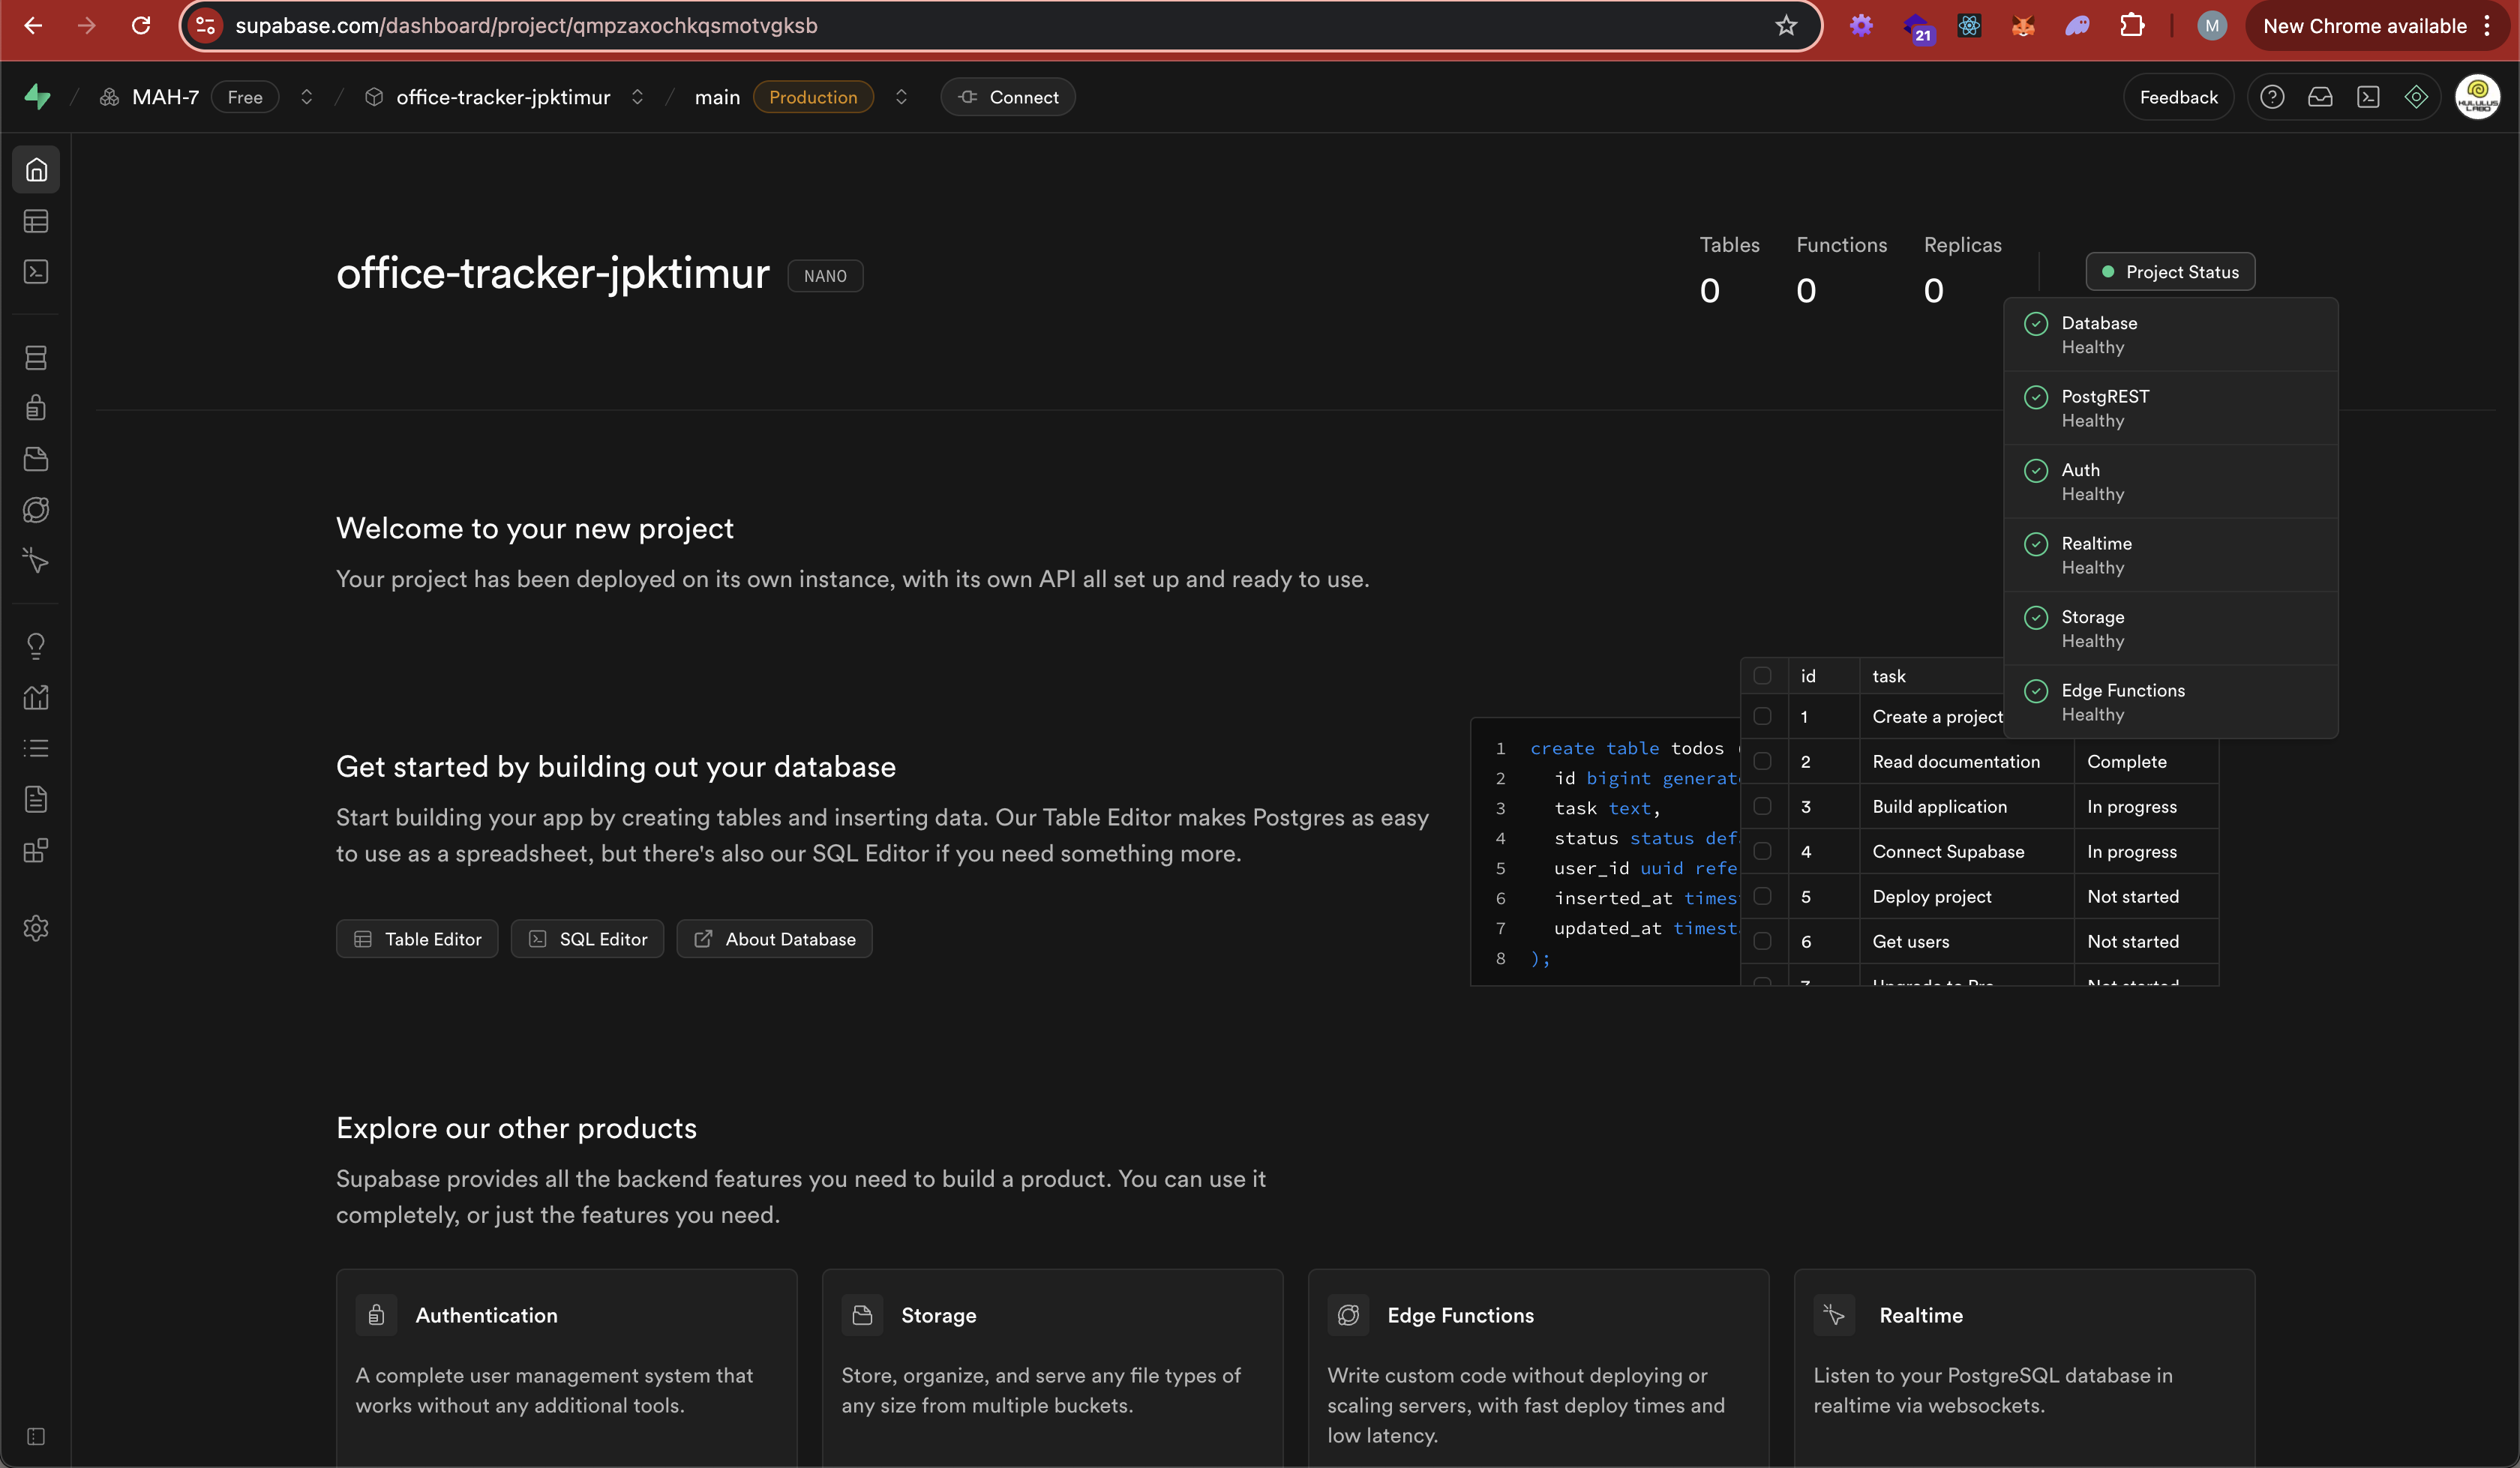 supabase.com/dashboard/project/qmpzaxochkqsmotvgksb
21
M
New Chrome available
MAH-7
Free
office-tracker-jpktimur
main
Production
Connect
Feedback
HULULUS
LABO
office-tracker-jpktimur
NANO
Tables
Functions
Replicas
0
0
0
Project Status
Database
Healthy
PostgREST
Healthy
Auth
Healthy
Realtime
Healthy
Storage
Healthy
Edge Functions
Healthy
Welcome to your new project
Your project has been deployed on its own instance, with its own API all set up and ready to use.
Get started by building out your database
Start building your app by creating tables and inserting data. Our Table Editor makes Postgres as easy
to use as a spreadsheet, but there's also our SQL Editor if you need something more.
Table Editor
SQL Editor
About Database
1 create table todos (
2 id bigint generate
3 task text,
4 status status def
5 user_id uuid refe
6 inserted_at times
7 updated_at timest
8 );
id task
1 Create a project
2 Read documentation Complete
3 Build application In progress
4 Connect Supabase In progress
5 Deploy project Not started
6 Get users Not started
7 Upgrade to Pro Not started
Explore our other products
Supabase provides all the backend features you need to build a product. You can use it
completely, or just the features you need.
Authentication
A complete user management system that
works without any additional tools.
Storage
Store, organize, and serve any file types of
any size from multiple buckets.
Edge Functions
Write custom code without deploying or
scaling servers, with fast deploy times and
low latency.
Realtime
Listen to your PostgreSQL database in
realtime via websockets.